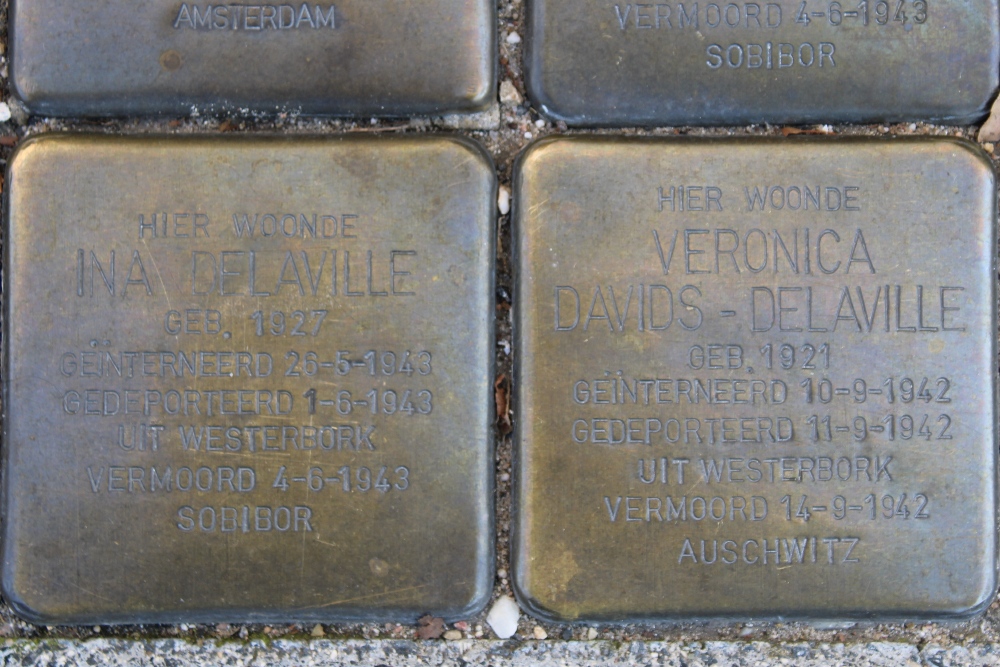 AMSTERDAM
VERMOORD 4-6-1943
SOBIBOR
HIER WOONDE
INA DELAVILLE
GEB. 1927
GEÏNTERNEERD 26-5-1943
GEDEPORTEERD 1-6-1943
UIT WESTERBORK
VERMOORD 4-6-1943
SOBIBOR
HIER WOONDE
VERONICA
DAVIDS-DELAVILLE
GEB. 1921
GEÏNTERNEERD 10-9-1942
GEDEPORTEERD 11-9-1942
UIT WESTERBORK
VERMOORD 14-9-1942
AUSCHWITZ